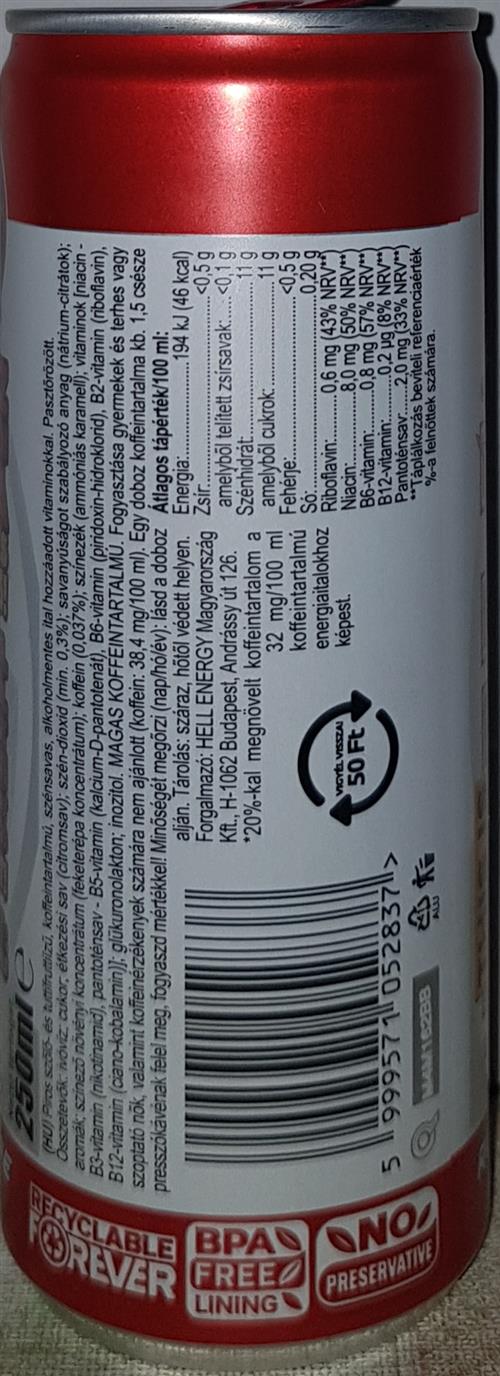 250ml e
(HU) Piros szőlő- és tuttifruttiízű, koffeintartalmú, szénsavas, alkoholmentes ital hozzáadott vitaminokkal. Pasztőrözött.
Összetevők: ivóvíz; cukor; étkezési sav (citromsav); szén-dioxid (min. 0,3%); savanyúságot szabályozó anyag (nátrium-citrátok);
aromák; színező növényi koncentrátum (feketerépa koncentrátum); koffein (0,037%); színezék (ammóniás karamell), vitaminok [niacin -
B3-vitamin (nikotinamid), pantoténsav - B5-vitamin (kalcium-D-pantotenát), B6-vitamin (piridoxin-hidroklorid), B2-vitamin (riboflavin),
B12-vitamin (ciano-kobalamin)]; glükuronolakton; inozitol. MAGAS KOFFEINTARTALMÚ. Fogyasztása gyermekek és terhes vagy
szoptató nők, valamint koffeinérzékenyek számára nem ajánlott (koffein: 38,4 mg/100 ml). Egy doboz koffeintartalma kb. 1,5 csésze
presszókávénak felel meg, fogyaszd mértékkel! Minőségét megőrzi (nap/hó/év): lásd a doboz
alján. Tárolás: száraz, hőtől védett helyen.
Forgalmazó: HELL ENERGY Magyarország
Kft., H-1062 Budapest, Andrássy út 126.
*20%-kal megnövelt koffeintartalom a
32 mg/100 ml
koffeintartalmú
energiaitalokhoz
képest.
Átlagos tápérték/100 ml:
Energia:..........194 kJ (46 kcal)
Zsír:..........<0,5 g
amelyből telített zsírsavak:....<0,1 g
Szénhidrát:..........11 g
amelyből cukrok:..........11 g
Fehérje:..........<0,5 g
Só:..........0,20 g
Riboflavin:........0,6 mg (43% NRV**)
Niacin:..........8,0 mg (50% NRV**)
B6-vitamin:........0,8 mg (57% NRV**)
B12-vitamin:........0,2 µg (8% NRV**)
Pantoténsav:....2,0 mg (33% NRV**)
**Táplálkozás beviteli referenciaérték
%-a felnőttek számára.
VIGYÉL VISSZA!
50 Ft
5 999571 052837 >
MAK1S2B8
ALU
RECYCLABLE
FOREVER
BPA
FREE
LINING
NO
PRESERVATIVE